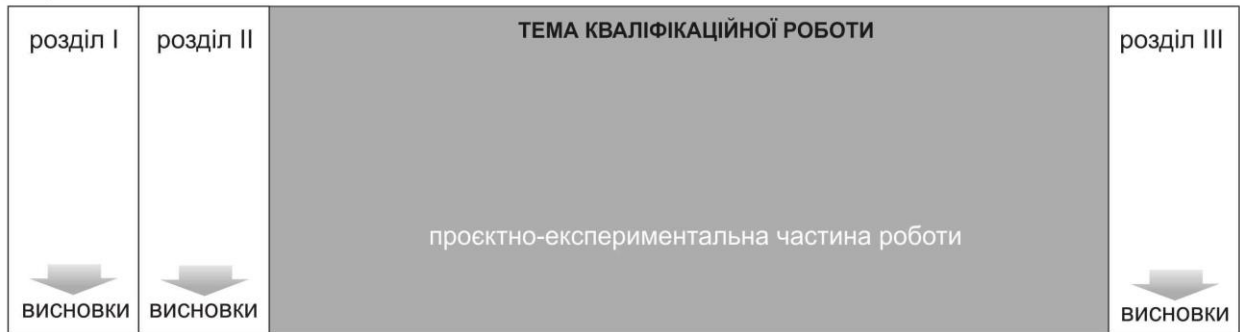 розділ І
висновки
розділ ІІ
висновки
ТЕМА КВАЛІФІКАЦІЙНОЇ РОБОТИ
проєктно-експериментальна частина роботи
розділ ІІІ
висновки